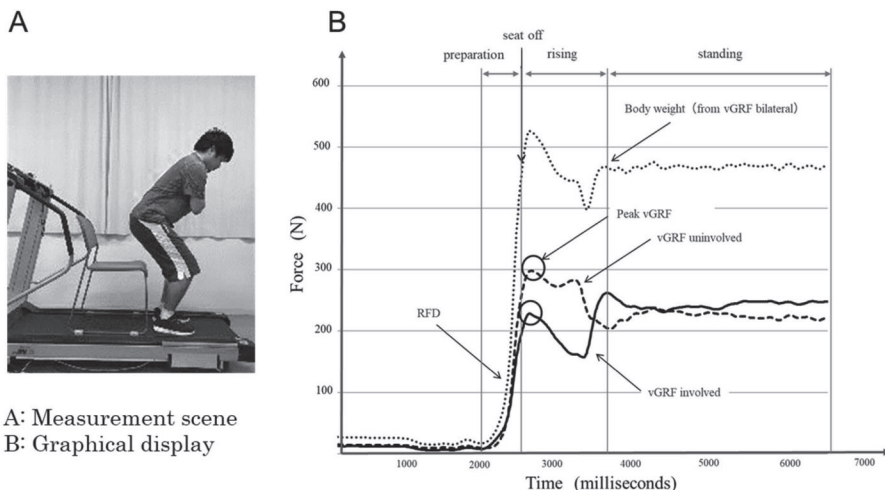 A
B
seat off
preparation
rising
standing
600
Body weight (from vGRF bilateral)
500
400
Peak vGRF
vGRF uninvolved
300
RFD
200
vGRF involved
100
Force (N)
1000
2000
3000
4000
5000
6000
7000
Time (milliseconds)
A: Measurement scene
B: Graphical display